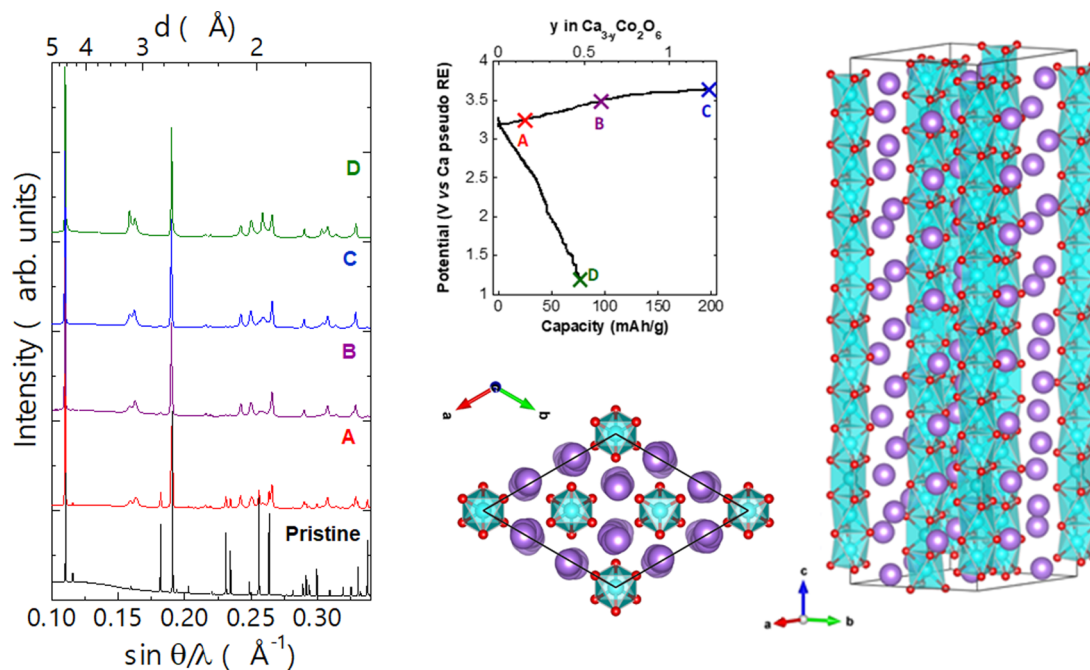 d ( Å)
5 4 3 2
Intensity ( arb. units)
D
C
B
A
Pristine
0.10 0.15 0.20 0.25 0.30
sin θ/λ ( Å⁻¹)
y in Ca₃₋yCo₂O₆
0 0.5 1
Potential (V vs Ca pseudo RE)
4
3.5
3
2.5
2
1.5
1
A
B
C
D
0 50 100 150 200
Capacity (mAh/g)
c
a b
c
a b